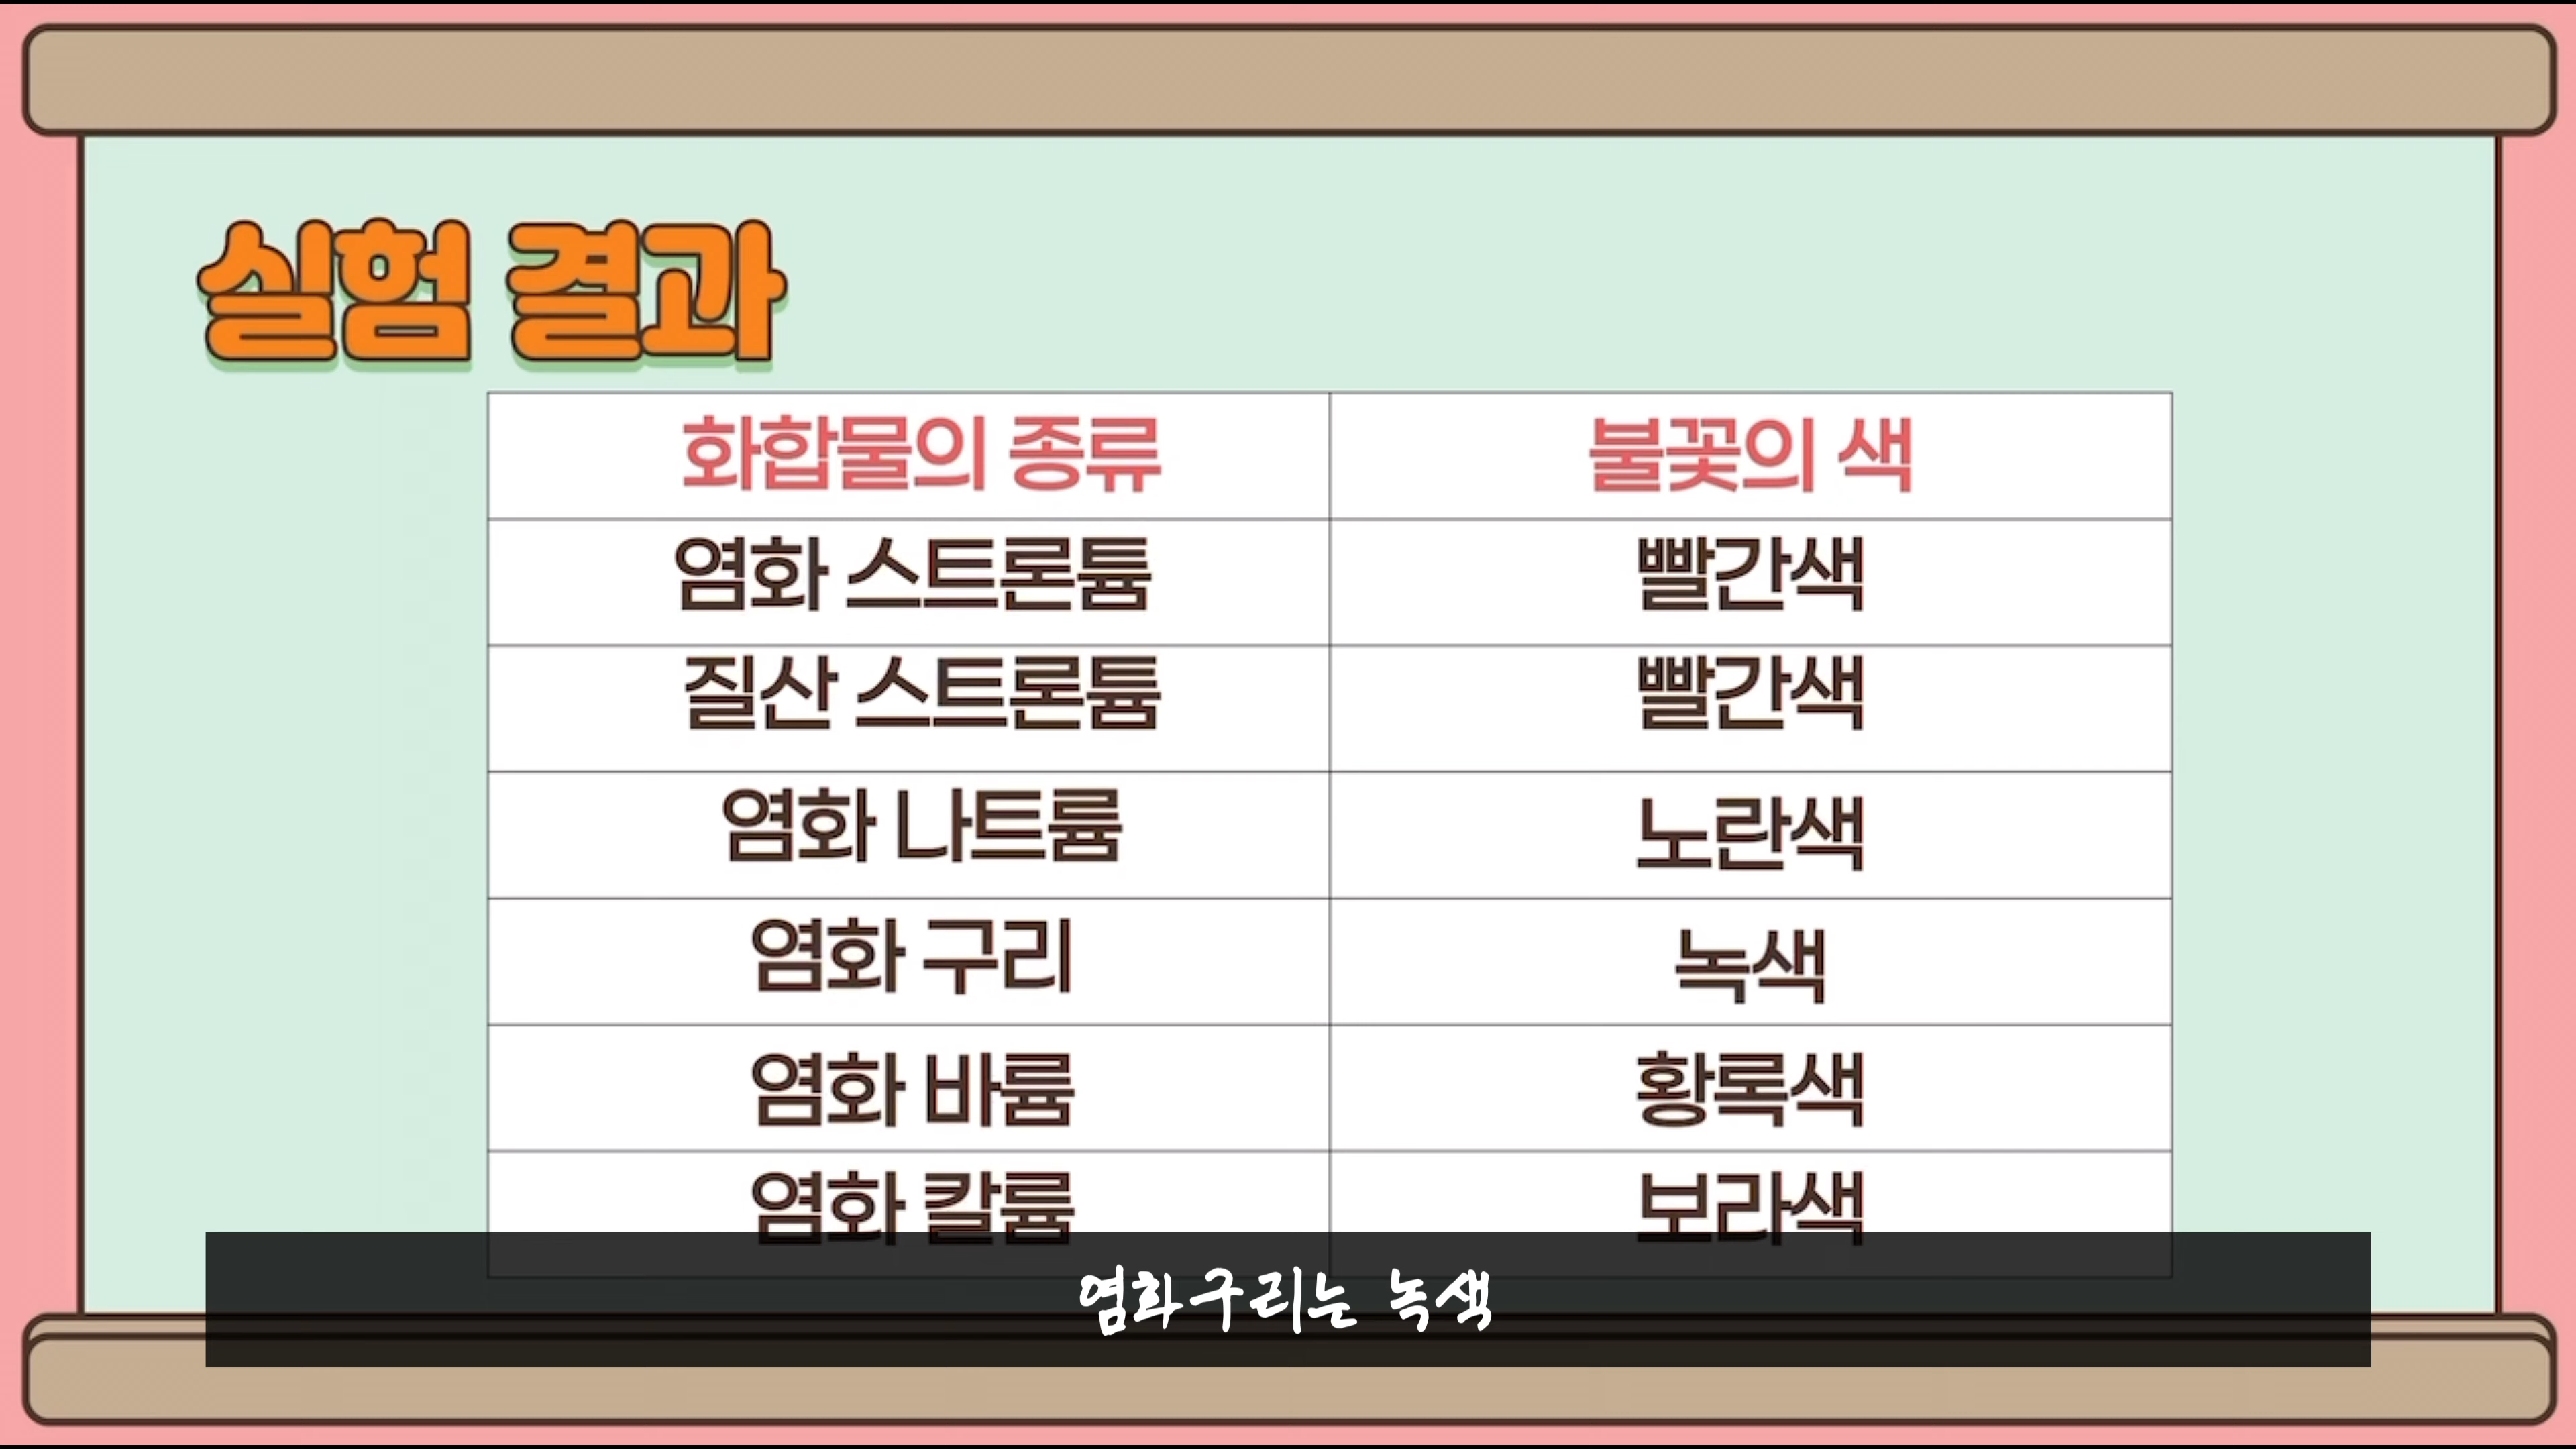 실험 결과
화합물의 종류 불꽃의 색
염화 스트론튬 빨간색
질산 스트론튬 빨간색
염화 나트륨 노란색
염화 구리 녹색
염화 바륨 황록색
염화 칼륨 보라색
염화구리는 녹색